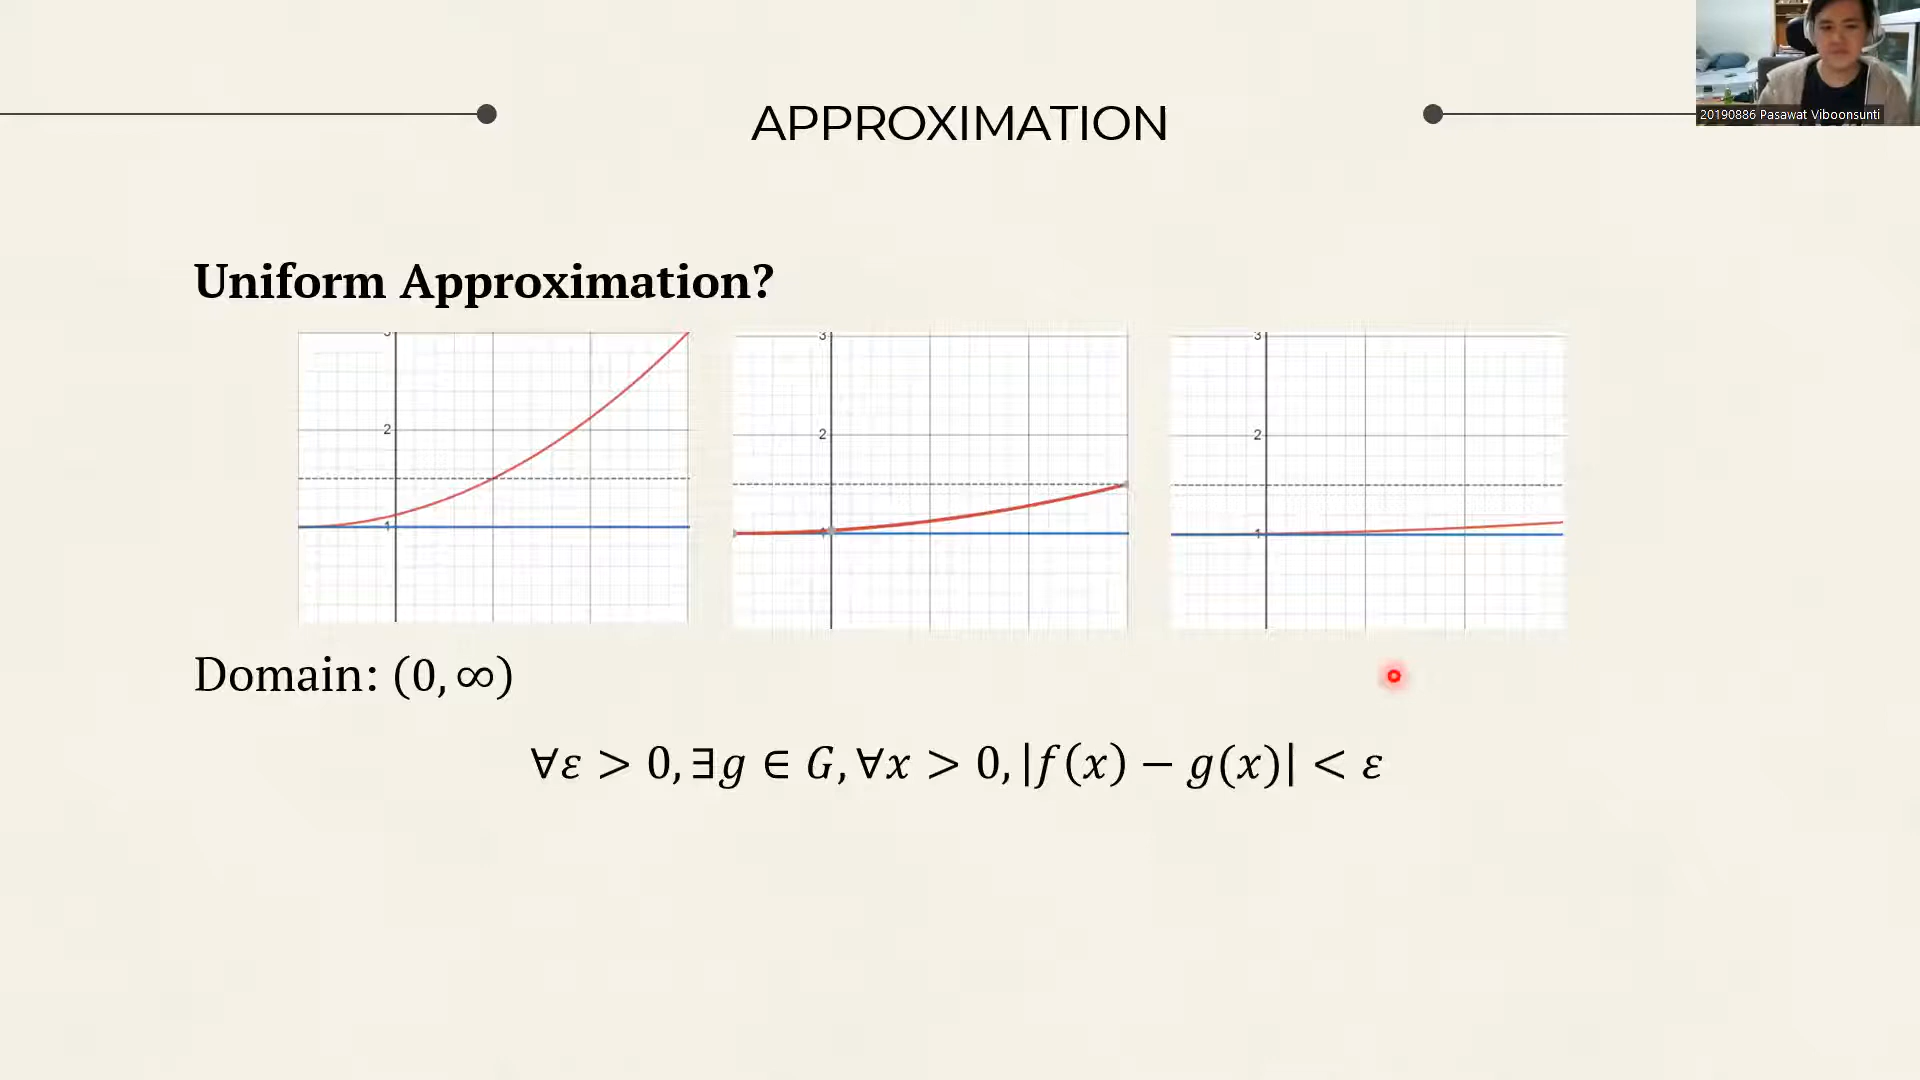 20190886 Pasawat Viboonsunti
APPROXIMATION
Uniform Approximation?
3
2
1
3
2
1
3
2
1
Domain: (0, ∞)
∀ε > 0, ∃g ∈ G, ∀x > 0, |f(x) − g(x)| < ε